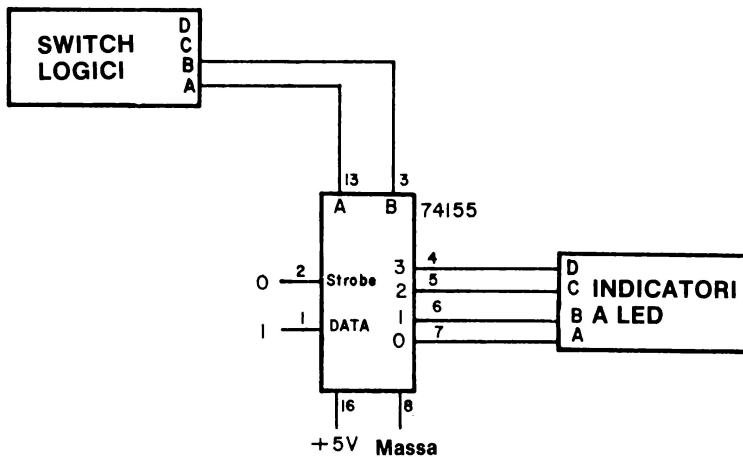 SWITCH
LOGICI
D
C
B
A
13
3
A
B
74155
0
2
Strobe
1
1
DATA
3
4
2
5
1
6
0
7
D
C
B
A
INDICATORI
A LED
16
8
+5V
Massa